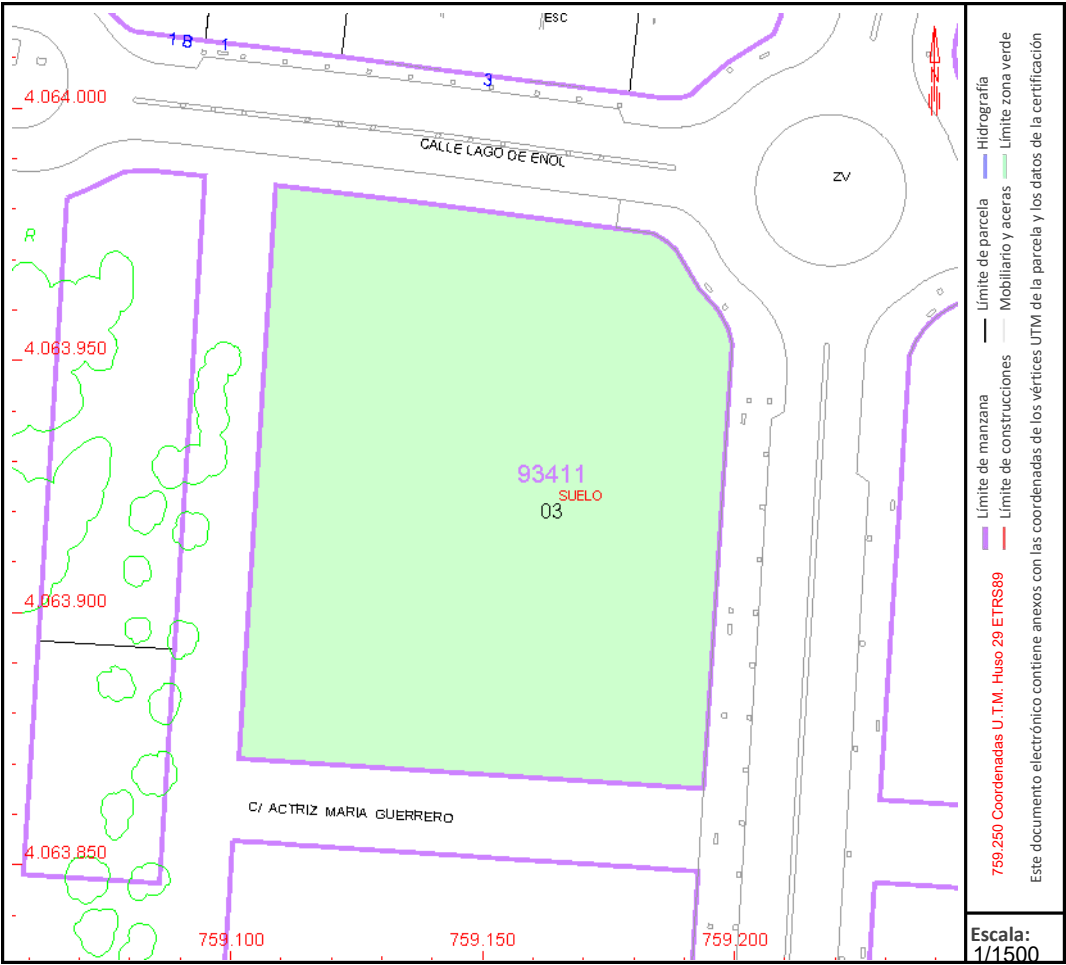 ESC
1B 1
3
4.064.000
CALLE LAGO DE ENOL
ZV
N
R
4.063.950
93411
SUELO
03
4.063.900
C/ ACTRIZ MARIA GUERRERO
4.063.850
759.100 759.150 759.200
759.250 Coordenadas U.T.M. Huso 29 ETRS89
Límite de manzana Límite de parcela Hidrografía
Límite de construcciones Mobiliario y aceras Límite zona verde
Este documento electrónico contiene anexos con las coordenadas de los vértices UTM de la parcela y los datos de la certificación
Escala:
1/1500